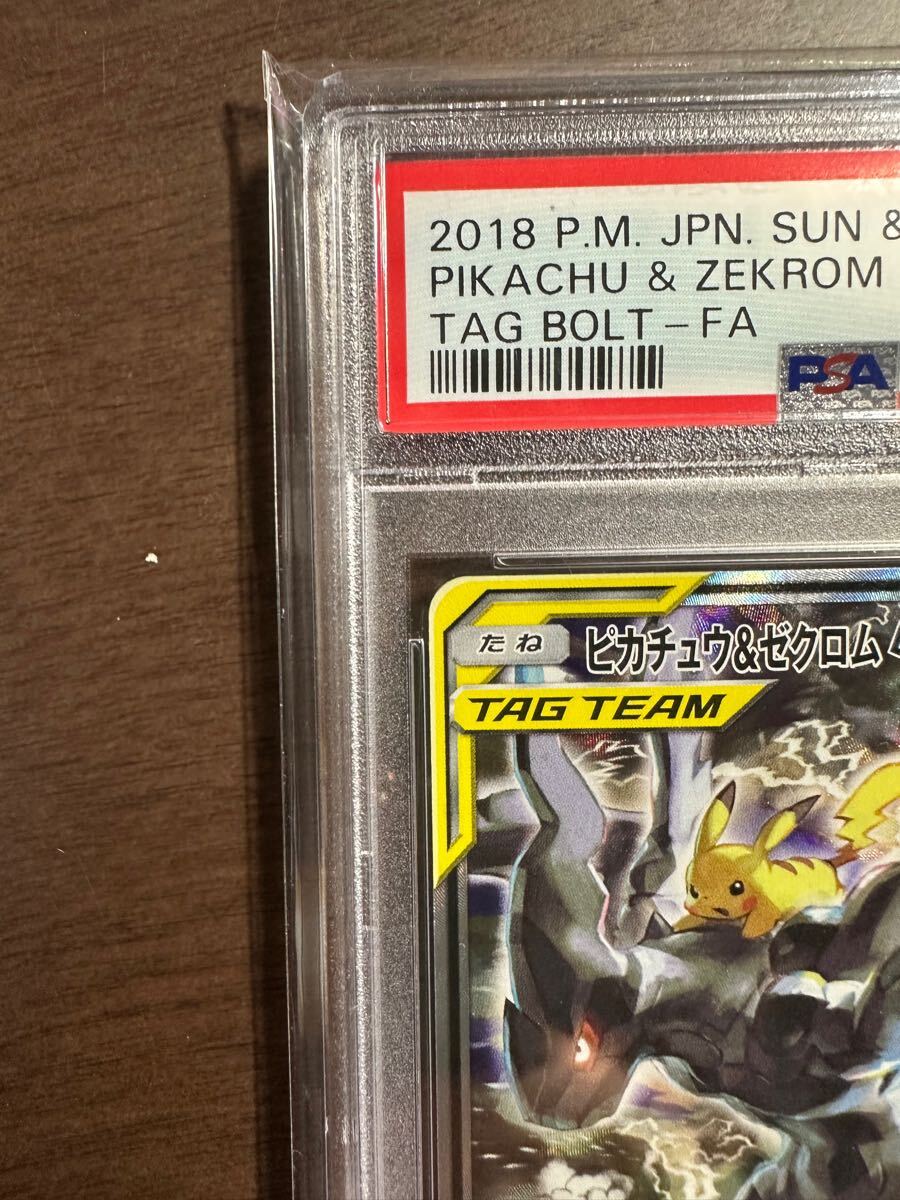 2018 P.M. JPN. SUN &
PIKACHU & ZEKROM
TAG BOLT-FA
PSA
たね ピカチュウ&ゼクロム
TAG TEAM